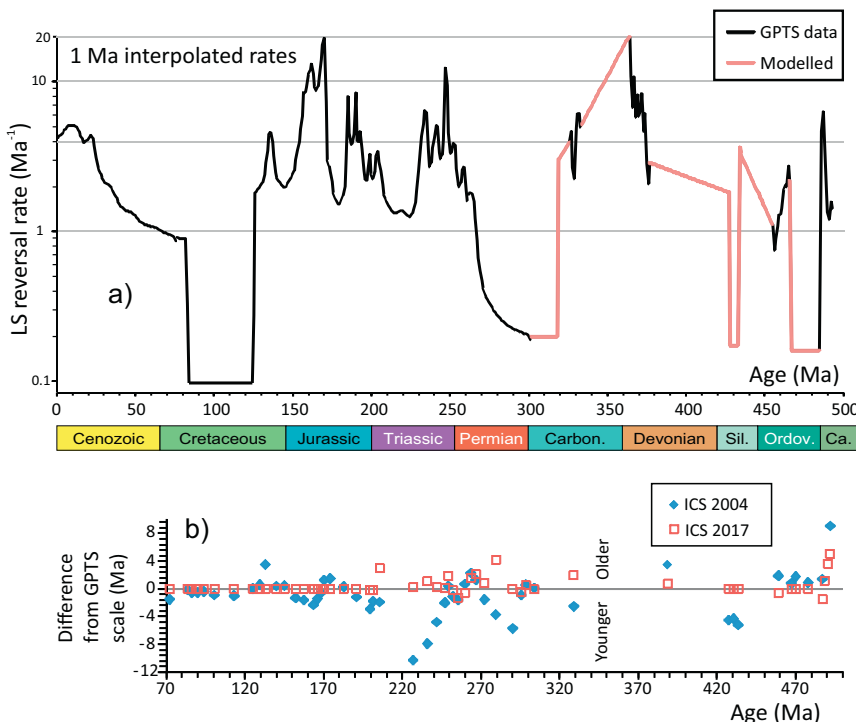 1 Ma interpolated rates
GPTS data
Modelled
20
10
4
1
0.4
0.1
LS reversal rate (Ma⁻¹)
a)
Age (Ma)
0 50 100 150 200 250 300 350 400 450 500
Cenozoic Cretaceous Jurassic Triassic Permian Carbon. Devonian Sil. Ordov. Ca.
b)
ICS 2004
ICS 2017
8
4
0
-4
-8
-12
Difference
from GPTS
scale (Ma)
Older
Younger
70 120 170 220 270 320 370 420 470
Age (Ma)